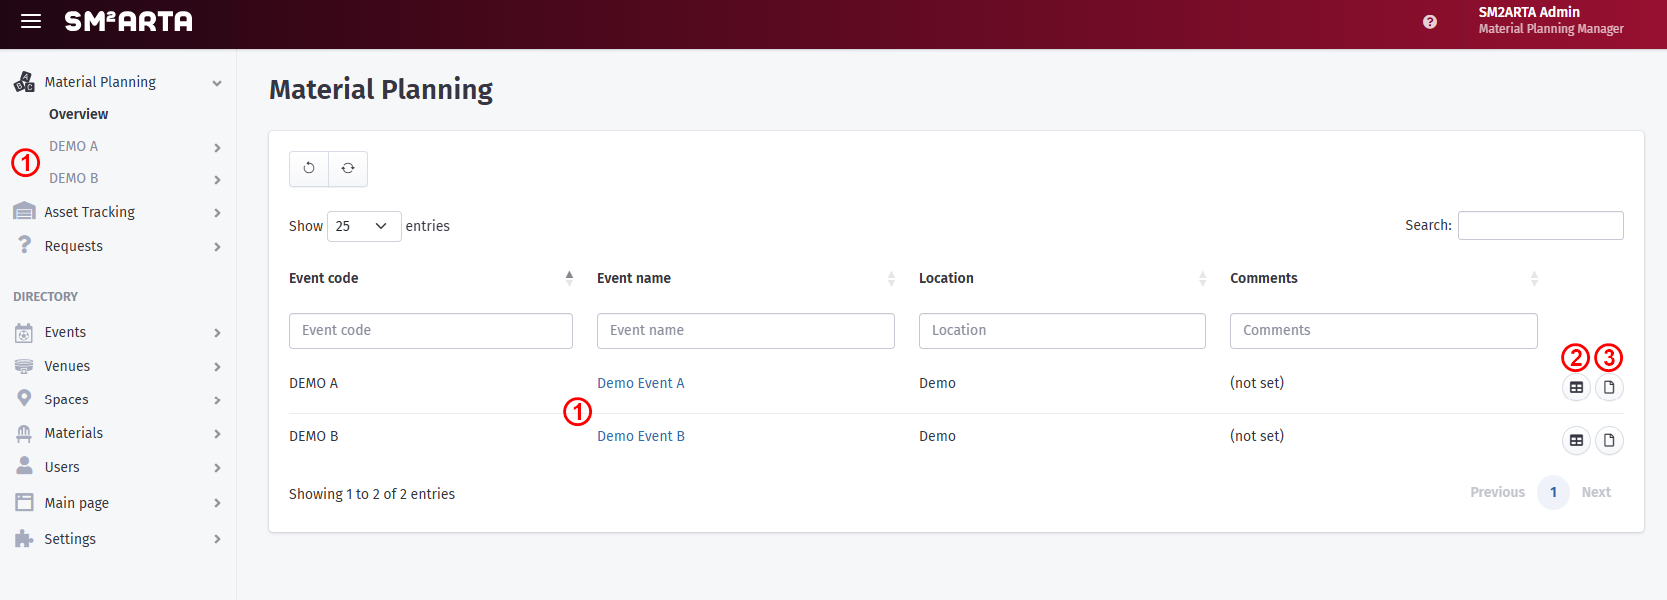 SM²ARTA
?
SM2ARTA Admin
Material Planning Manager
A
B C
Material Planning
Overview
DEMO A
1
DEMO B
Asset Tracking
? Requests
DIRECTORY
Events
Venues
Spaces
Materials
Users
Main page
Settings
Material Planning
Show 25 entries
Search:
Event code Event name Location Comments
Event code Event name Location Comments
2 3
DEMO A Demo Event A Demo (not set)
1
DEMO B Demo Event B Demo (not set)
Showing 1 to 2 of 2 entries
Previous 1 Next